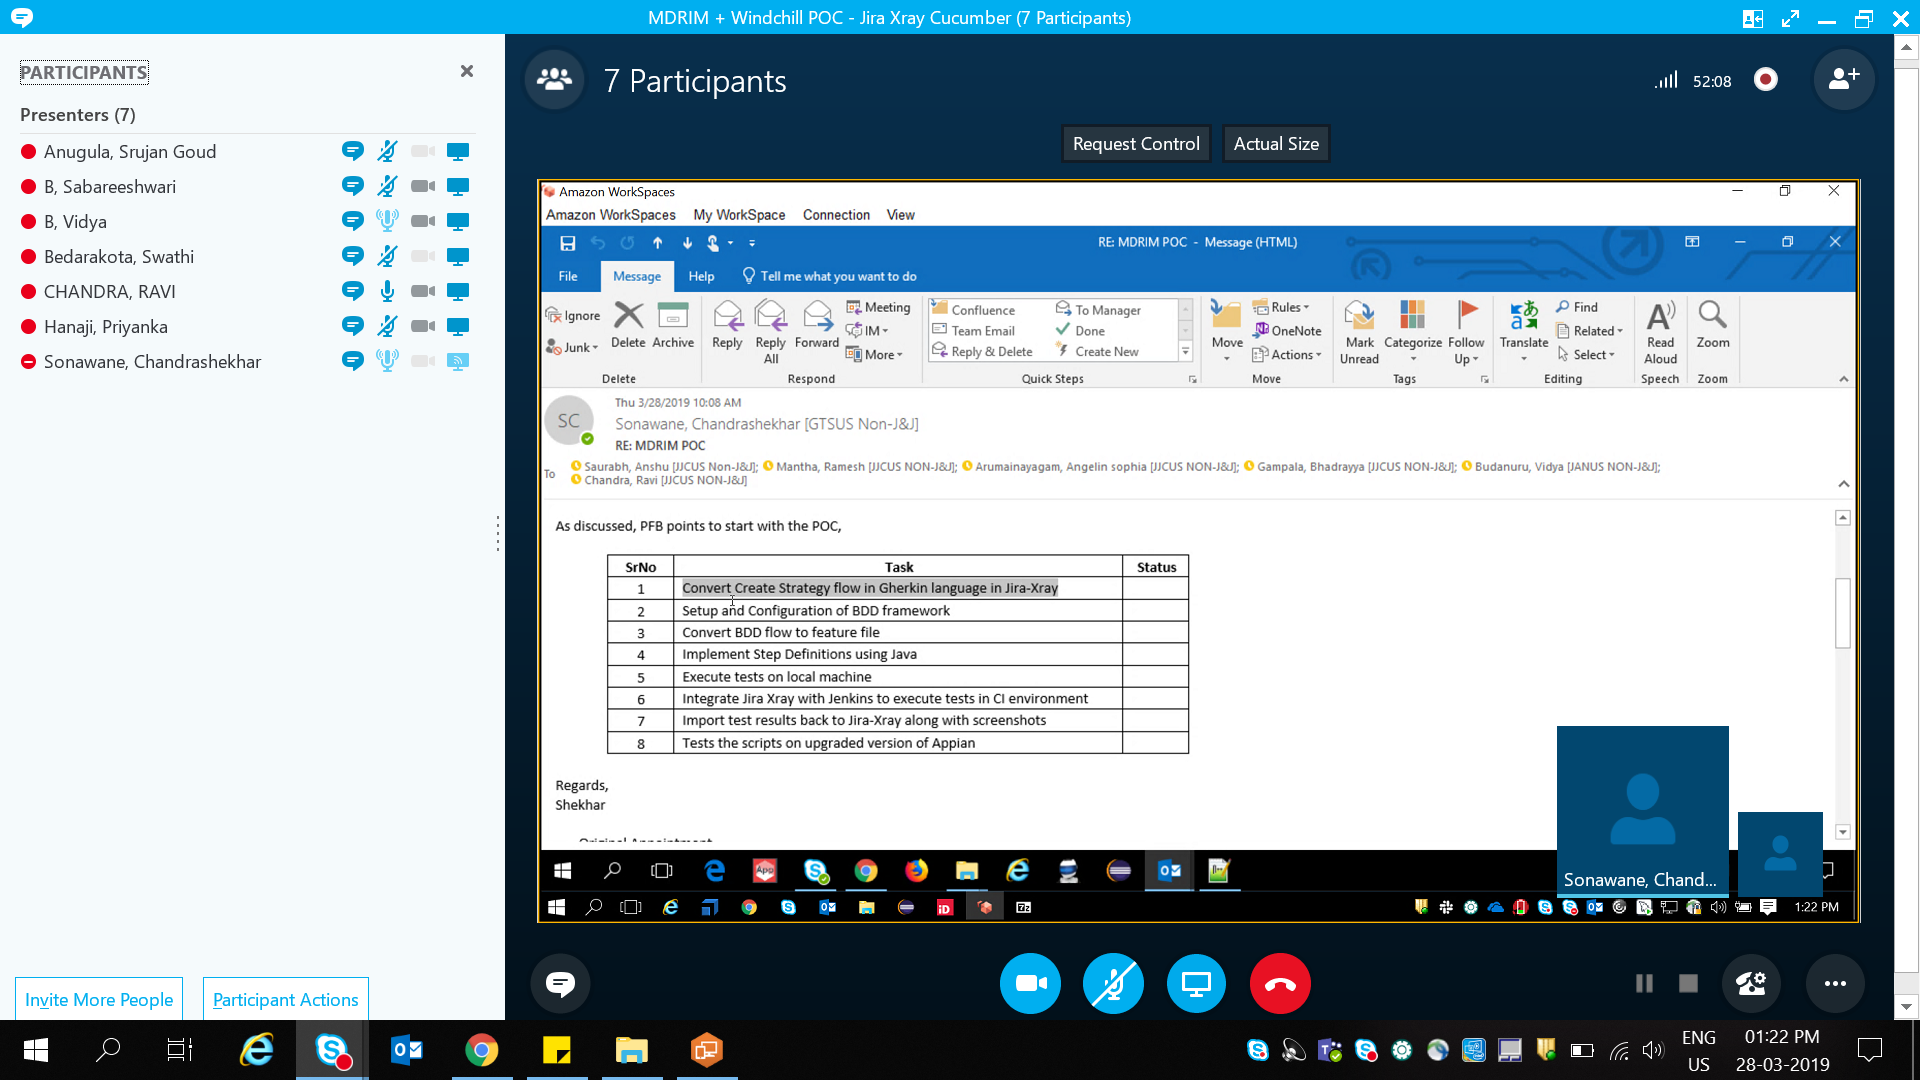 MDRIM + Windchill POC - Jira Xray Cucumber (7 Participants)
PARTICIPANTS
Presenters (7)
Anugula, Srujan Goud
B, Sabareeshwari
B, Vidya
Bedarakota, Swathi
CHANDRA, RAVI
Hanaji, Priyanka
Sonawane, Chandrashekhar
Invite More People
Participant Actions
7 Participants
52:08
Request Control
Actual Size
Amazon WorkSpaces
Amazon WorkSpaces My WorkSpace Connection View
RE: MDRIM POC - Message (HTML)
File Message Help Tell me what you want to do
Ignore
Junk
Delete
Archive
Delete
Reply
Reply All
Forward
Meeting
IM
More
Respond
Confluence
Team Email
Reply & Delete
To Manager
Done
Create New
Quick Steps
Move
Rules
OneNote
Actions
Move
Mark Unread
Categorize
Follow Up
Tags
Translate
Find
Related
Select
Editing
Read Aloud
Speech
Zoom
Zoom
SC
Thu 3/28/2019 10:08 AM
Sonawane, Chandrashekhar [GTSUS Non-J&J]
RE: MDRIM POC
To Saurabh, Anshu [JJCUS Non-J&J]; Mantha, Ramesh [JJCUS NON-J&J]; Arumainayagam, Angelin sophia [JJCUS NON-J&J]; Gampala, Bhadrayya [JJCUS NON-J&J]; Budanuru, Vidya [JANUS NON-J&J];
Chandra, Ravi [JJCUS NON-J&J]
As discussed, PFB points to start with the POC,
SrNo Task Status
1 Convert Create Strategy flow in Gherkin language in Jira-Xray
2 Setup and Configuration of BDD framework
3 Convert BDD flow to feature file
4 Implement Step Definitions using Java
5 Execute tests on local machine
6 Integrate Jira Xray with Jenkins to execute tests in CI environment
7 Import test results back to Jira-Xray along with screenshots
8 Tests the scripts on upgraded version of Appian
Regards,
Shekhar
Original Appointment
Sonawane, Chand...
App
iD
7z
1:22 PM
ENG
US
01:22 PM
28-03-2019